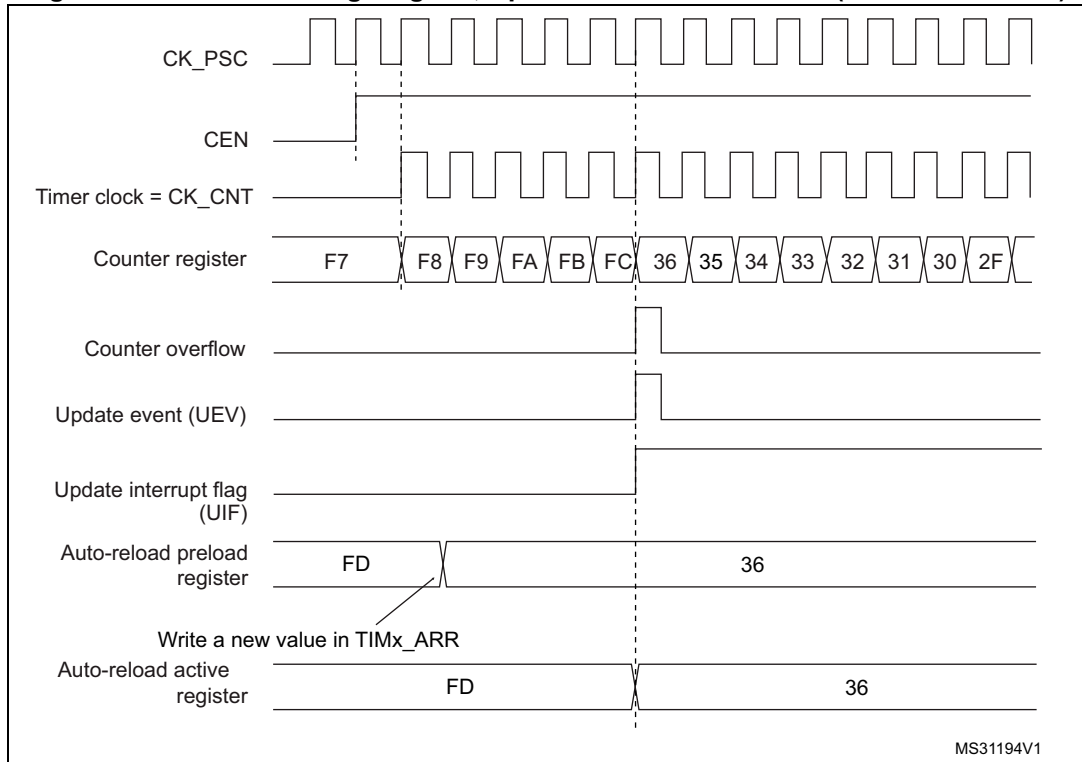 CK_PSC
CEN
Timer clock = CK_CNT
Counter register
F7 F8 F9 FA FB FC 36 35 34 33 32 31 30 2F
Counter overflow
Update event (UEV)
Update interrupt flag
(UIF)
Auto-reload preload
register
FD 36
Write a new value in TIMx_ARR
Auto-reload active
register
FD 36
MS31194V1